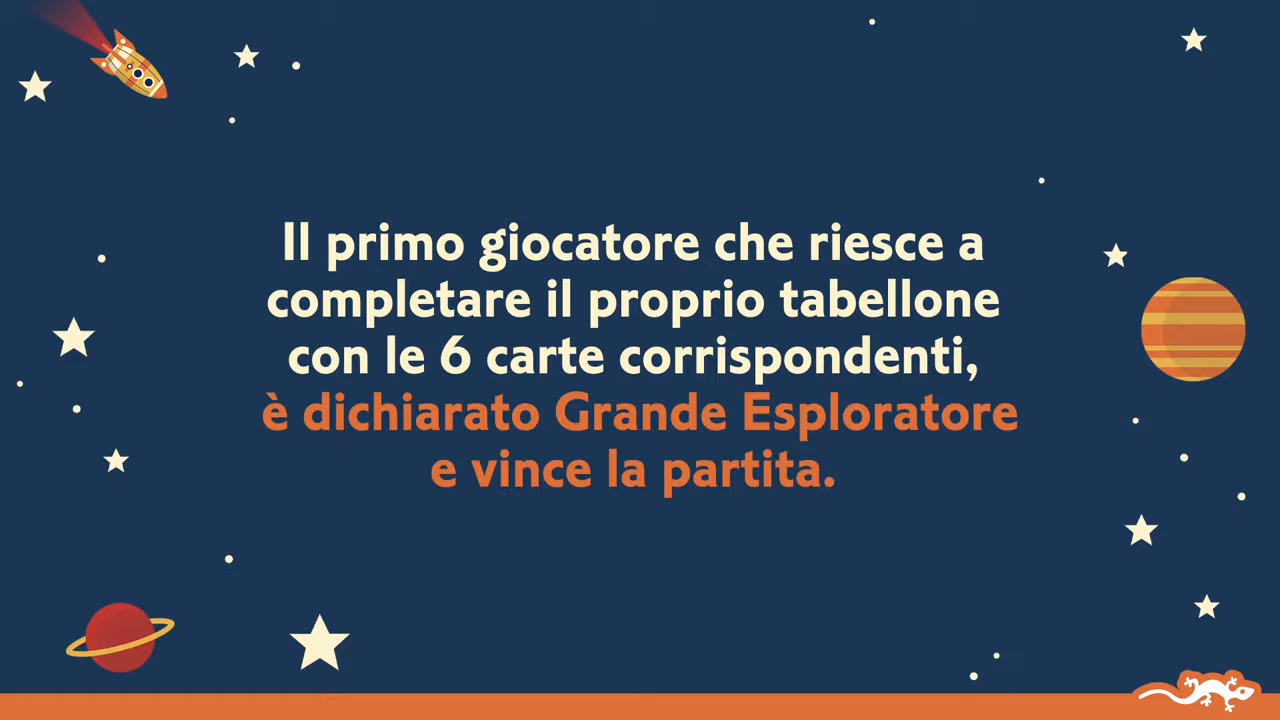 Il primo giocatore che riesce a
completare il proprio tabellone
con le 6 carte corrispondenti,
è dichiarato Grande Esploratore
e vince la partita.